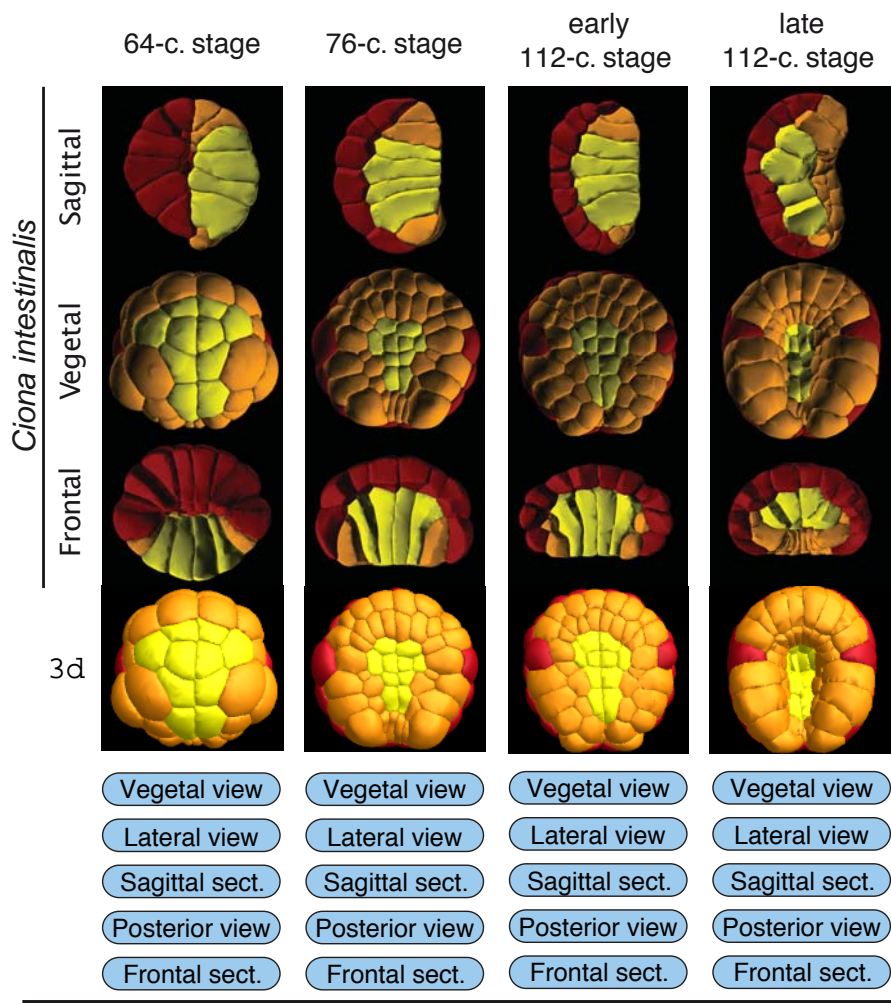 64-c. stage
76-c. stage
early
112-c. stage
late
112-c. stage
Ciona intestinalis
Sagittal
Vegetal
Frontal
3d
Vegetal view
Vegetal view
Vegetal view
Vegetal view
Lateral view
Lateral view
Lateral view
Lateral view
Sagittal sect.
Sagittal sect.
Sagittal sect.
Sagittal sect.
Posterior view
Posterior view
Posterior view
Posterior view
Frontal sect.
Frontal sect.
Frontal sect.
Frontal sect.